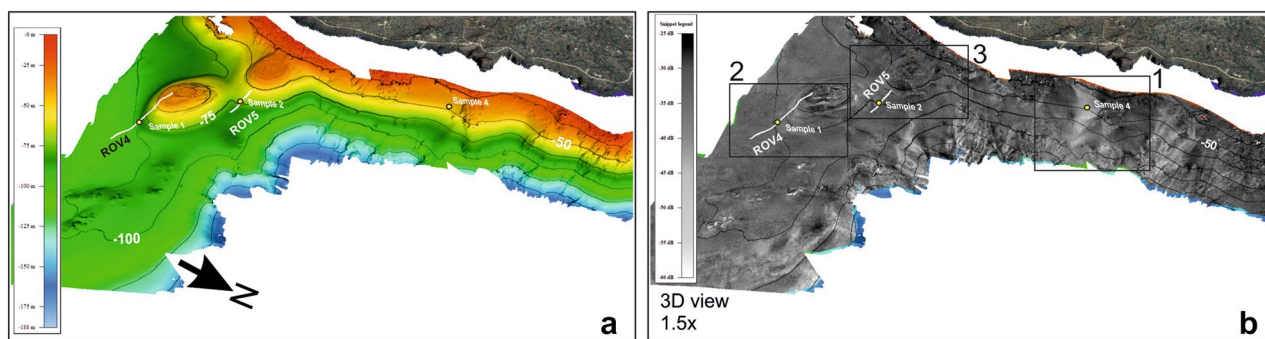 -6 m
-25 m
-50 m
-75 m
-100 m
-125 m
-150 m
-175 m
-188 m
ROV4
Sample 1
-75
ROV5
Sample 2
Sample 4
-50
-100
N
a
Snippet legend
-25 dB
-30 dB
-35 dB
-40 dB
-45 dB
-50 dB
-55 dB
-60 dB
2
3
1
ROV4
Sample 1
ROV5
Sample 2
Sample 4
-50
3D view
1.5x
b